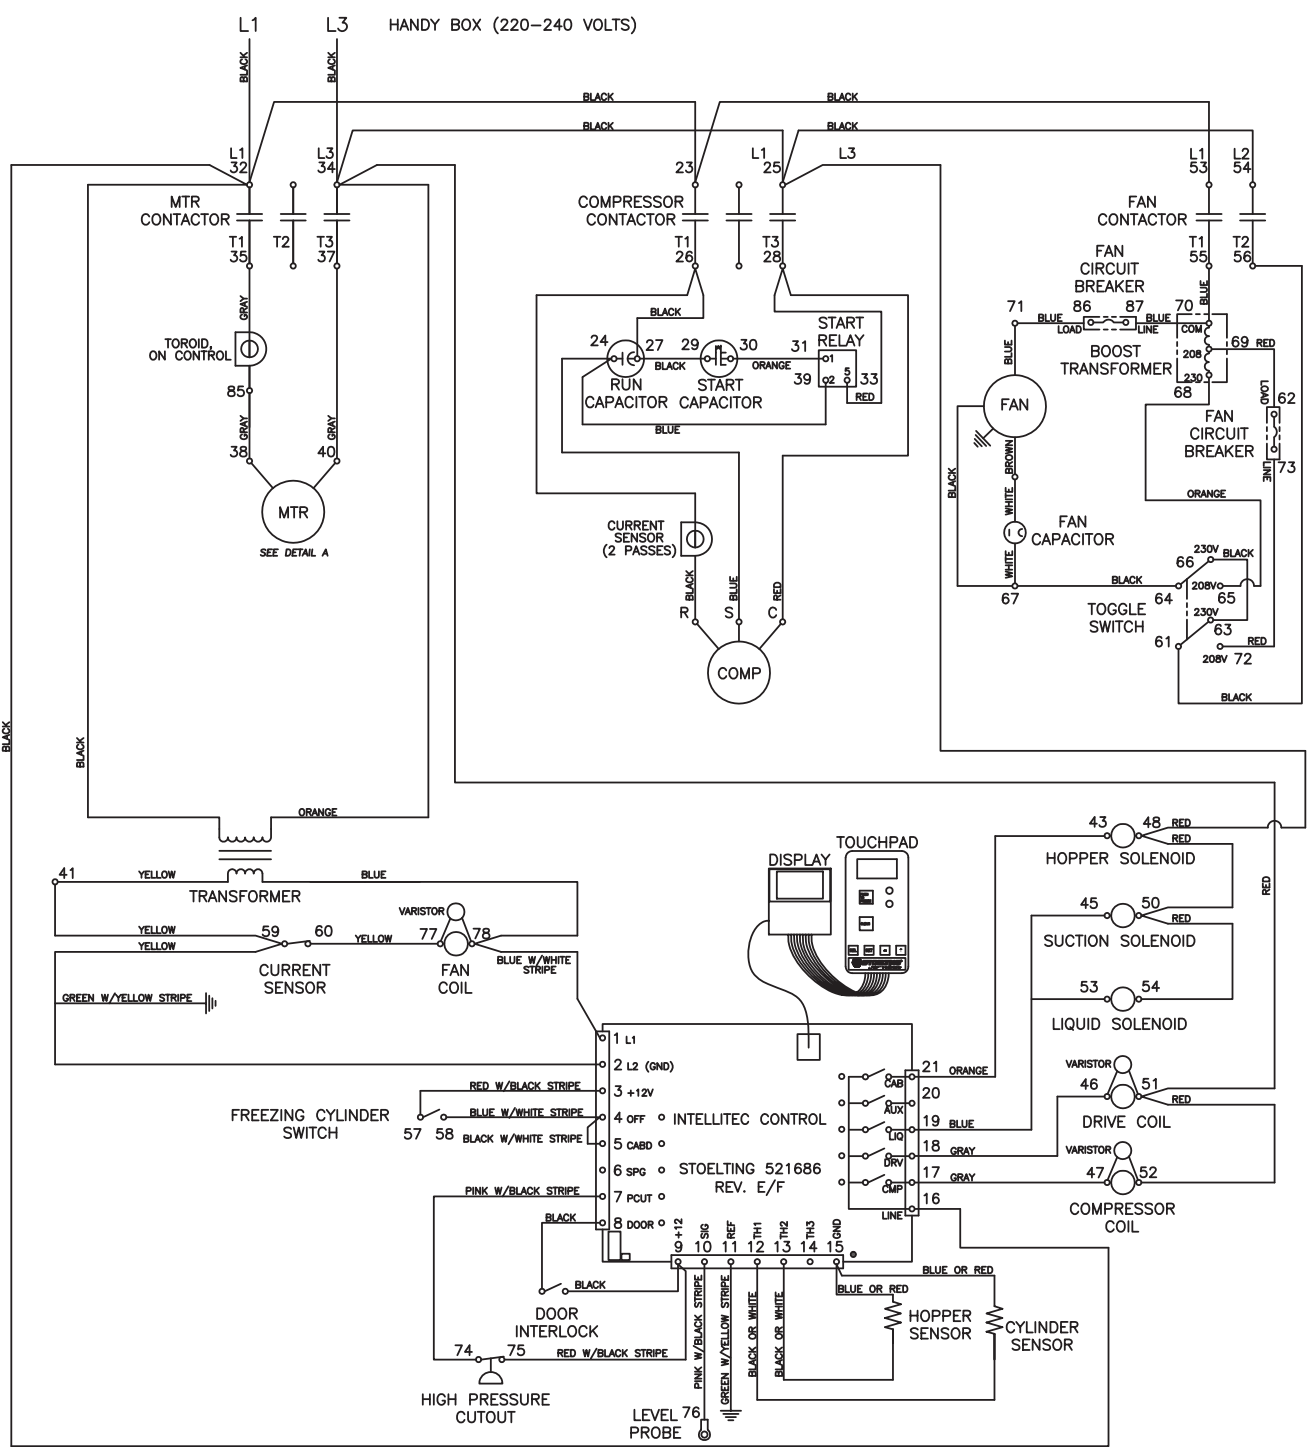 L1
L3
HANDY BOX (220-240 VOLTS)
BLACK
BLACK
BLACK
BLACK
BLACK
BLACK
L1
32
L3
34
23
L1
25
L3
L1
53
L2
54
MTR
CONTACTOR
COMPRESSOR
CONTACTOR
FAN
CONTACTOR
T1
35
T2
T3
37
T1
26
T3
28
T1
55
T2
56
FAN
CIRCUIT
BREAKER
GRAY
BLACK
BLUE
71
86
87
70
BLUE
BLUE
LOAD
LINE
COM
TOROID,
ON CONTROL
24
27
29
30
31
START
RELAY
1
BLACK
ORANGE
39
2
5
33
RED
RUN
CAPACITOR
START
CAPACITOR
BLUE
BLUE
BOOST
TRANSFORMER
208
69
RED
230
68
LOAD
62
85
GRAY
GRAY
38
40
FAN
FAN
CIRCUIT
BREAKER
LINE
73
BROWN
BLACK
WHITE
ORANGE
MTR
SEE DETAIL A
CURRENT
SENSOR
(2 PASSES)
FAN
CAPACITOR
WHITE
66
230V
BLACK
BLACK
BLUE
RED
67
BLACK
64
208V
65
TOGGLE
SWITCH
230V
63
R
S
C
61
RED
208V
72
COMP
BLACK
BLACK
BLACK
ORANGE
TRANSFORMER
41
YELLOW
BLUE
DISPLAY
TOUCHPAD
43
48
RED
RED
HOPPER SOLENOID
RED
VARISTOR
YELLOW
YELLOW
59
60
YELLOW
77
78
BLUE W/WHITE
STRIPE
CURRENT
SENSOR
FAN
COIL
45
50
RED
SUCTION SOLENOID
GREEN W/YELLOW STRIPE
53
54
LIQUID SOLENOID
1 L1
2 L2 (GND)
3 +12V
4 OFF
5 CABD
6 SPG
7 PCUT
8 DOOR
RED W/BLACK STRIPE
FREEZING CYLINDER
SWITCH
BLUE W/WHITE STRIPE
57
58
BLACK W/WHITE STRIPE
INTELLITEC CONTROL
STOELTING 521686
REV. E/F
CAB
21
ORANGE
AUX
20
LIQ
19
BLUE
DRV
18
GRAY
CMP
17
GRAY
LINE
16
VARISTOR
46
51
RED
DRIVE COIL
VARISTOR
47
52
COMPRESSOR
COIL
PINK W/BLACK STRIPE
BLACK
+12
9
SIG
10
REF
11
TH1
12
TH2
13
TH3
14
GND
15
BLACK
DOOR
INTERLOCK
BLUE OR RED
BLUE OR RED
HOPPER
SENSOR
CYLINDER
SENSOR
PINK W/BLACK STRIPE
GREEN W/YELLOW STRIPE
BLACK OR WHITE
BLACK OR WHITE
74
75
RED W/BLACK STRIPE
HIGH PRESSURE
CUTOUT
LEVEL
PROBE
76